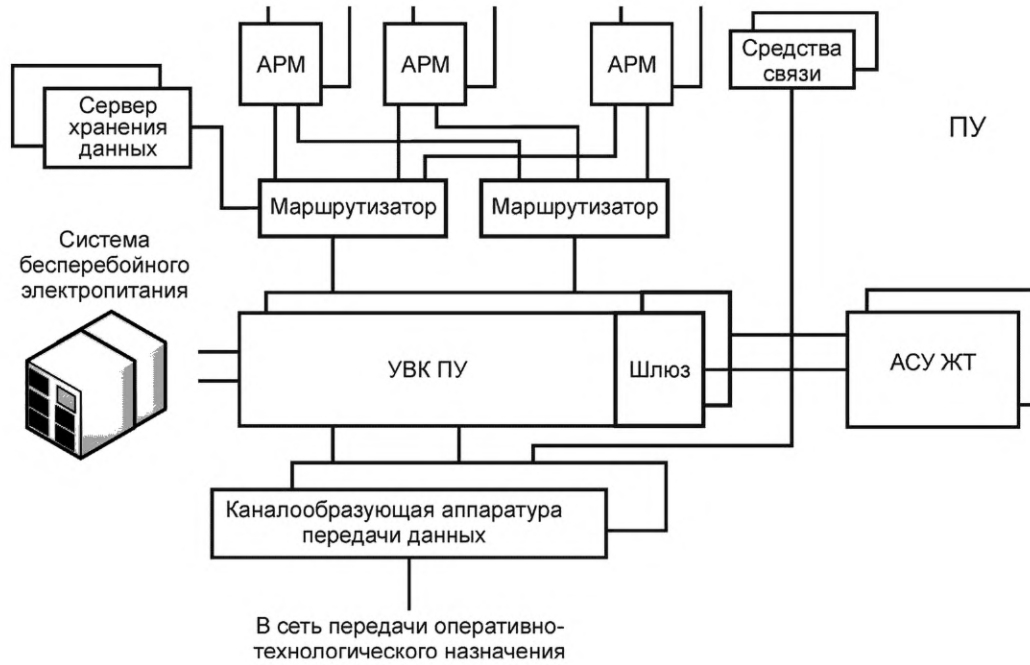 АРМ
АРМ
АРМ
Средства
связи
Сервер
хранения
данных
ПУ
Маршрутизатор
Маршрутизатор
Система
бесперебойного
электропитания
УВК ПУ
Шлюз
АСУ ЖТ
Каналообразующая аппаратура
передачи данных
В сеть передачи оперативно-
технологического назначения